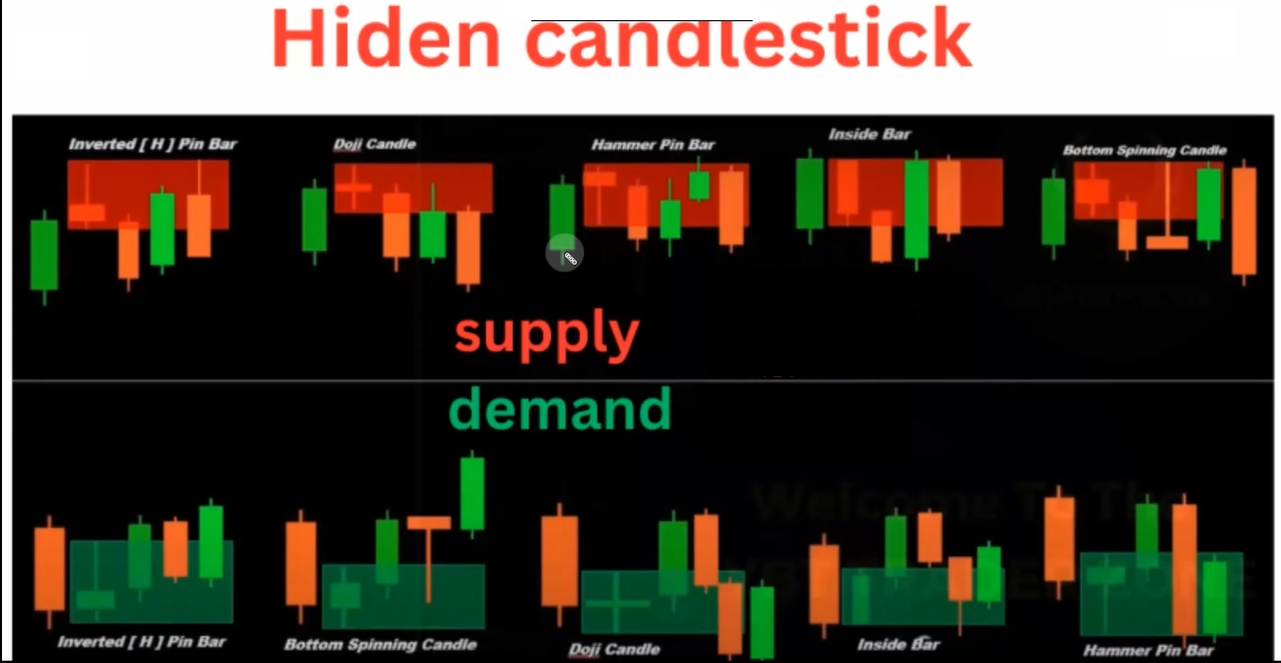 Hiden candlestick
Inverted [ H ] Pin Bar
Doji Candle
Hammer Pin Bar
Inside Bar
Bottom Spinning Candle
supply
demand
Welcome To The
Inverted [ H ] Pin Bar
Bottom Spinning Candle
Doji Candle
Inside Bar
Hammer Pin Bar